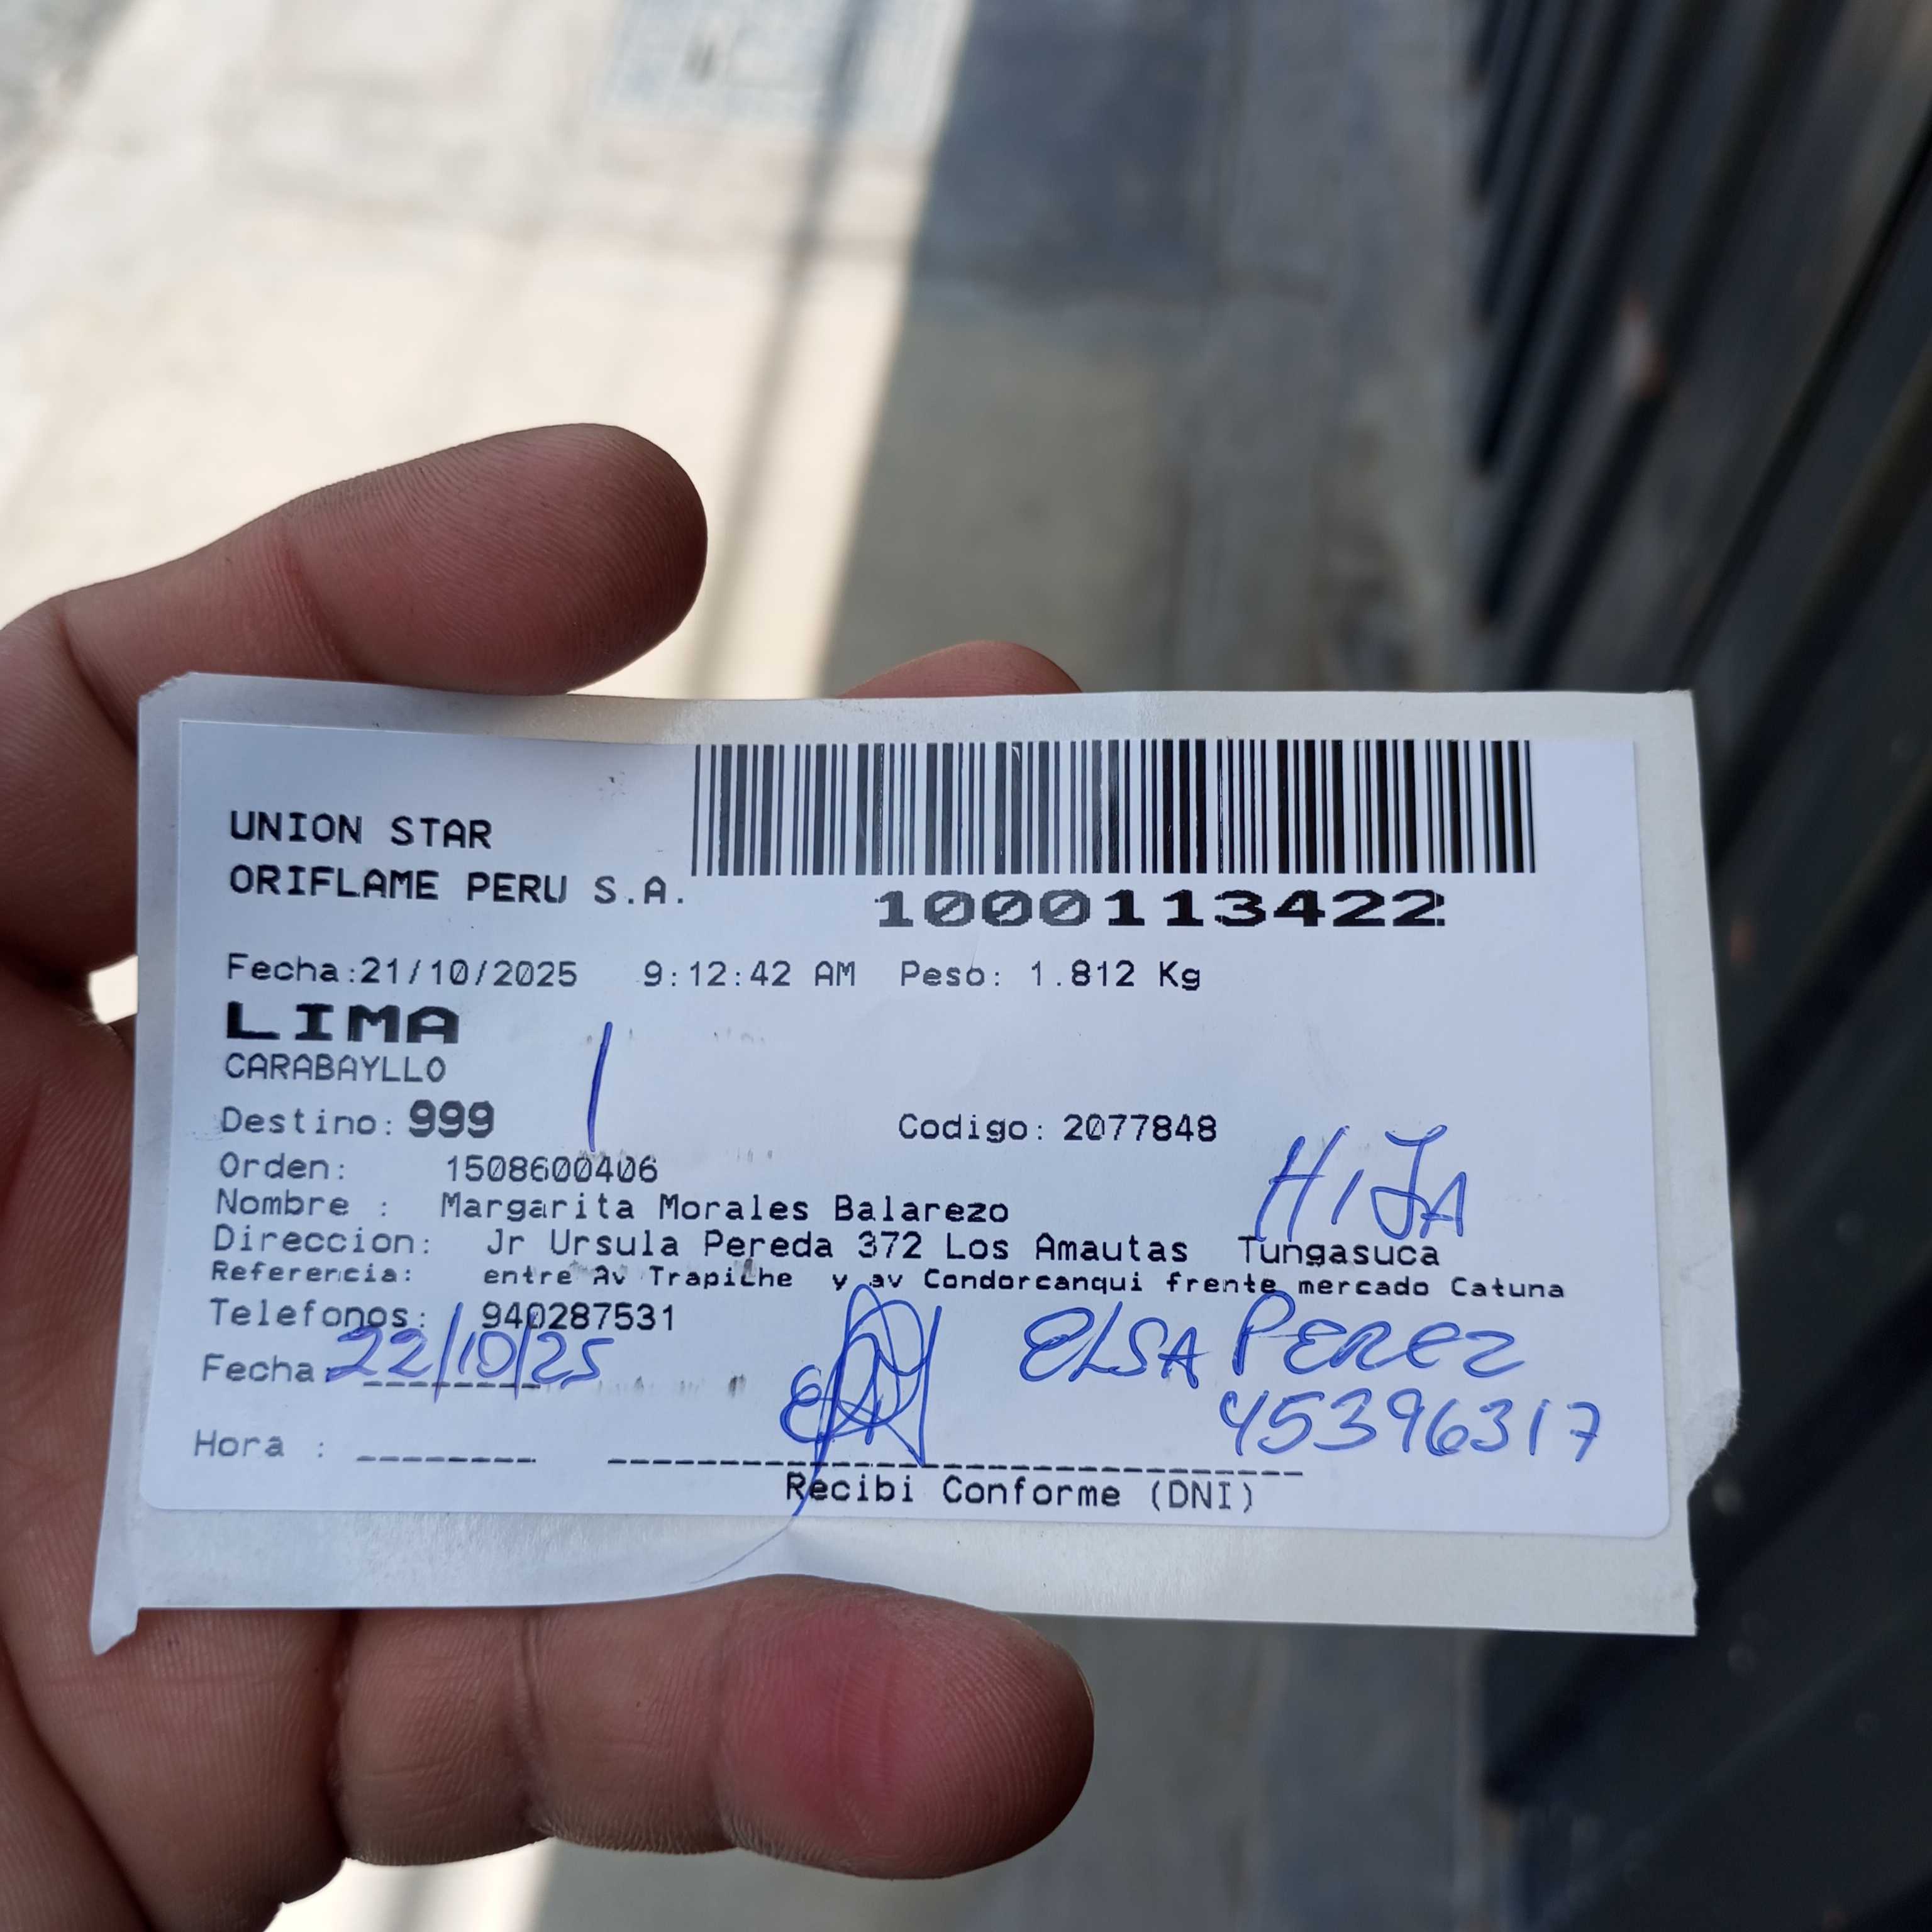 UNION STAR
ORIFLAME PERU S.A.
1000113422
Fecha:21/10/2025 9:12:42 AM Peso: 1.812 Kg
LIMA
CARABAYLLO
Destino: 999 Codigo: 2077848
Orden: 1508600406
HIJA
Nombre : Margarita Morales Balarezo
Direccion: Jr Ursula Pereda 372 Los Amautas Tungasuca
Referencia: entre Av Trapiche y av Condorcanqui frente mercado Catuna
Telefonos: 940287531
Fecha: 22/10/25 ELSA PEREZ
45396317
Hora :
Recibi Conforme (DNI)